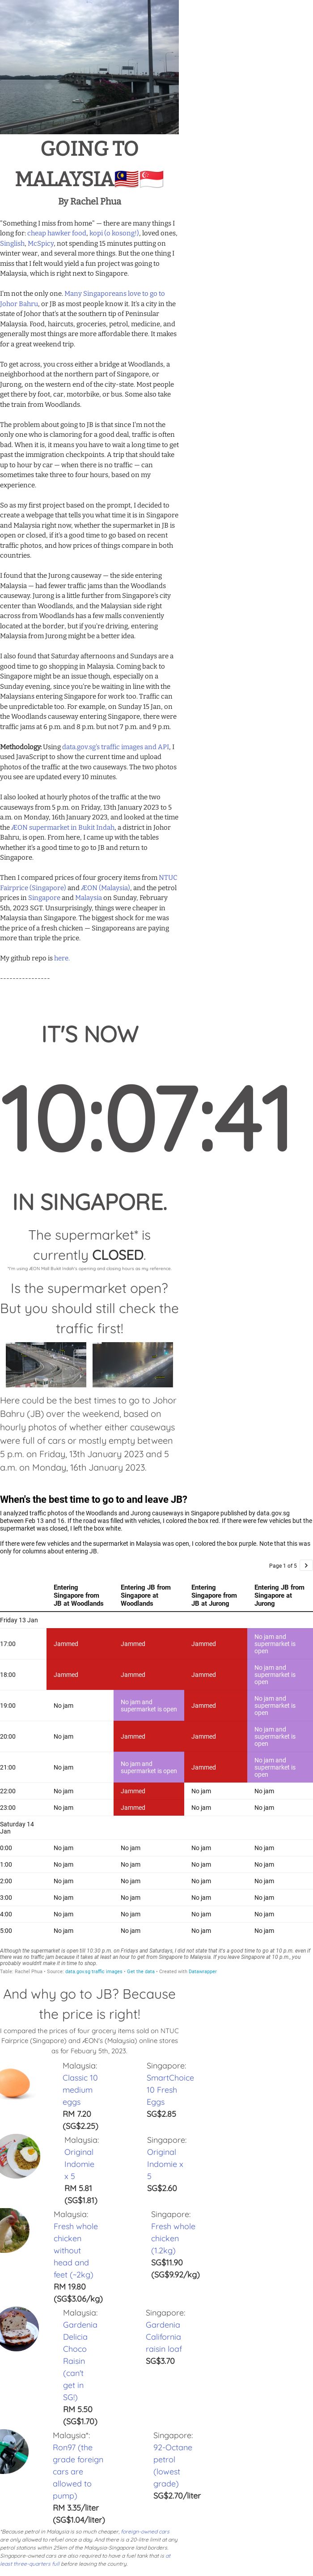 GOING TO
MALAYSIA🇲🇾🇸🇬
By Rachel Phua
"Something I miss from home" — there are many things I
long for: cheap hawker food, kopi (o kosong!), loved ones,
Singlish, McSpicy, not spending 15 minutes putting on
winter wear, and several more things. But the one thing I
miss that I felt would yield a fun project was going to
Malaysia, which is right next to Singapore.
I'm not the only one. Many Singaporeans love to go to
Johor Bahru, or JB as most people know it. It's a city in the
state of Johor that's at the southern tip of Peninsular
Malaysia. Food, haircuts, groceries, petrol, medicine, and
generally most things are more affordable there. It makes
for a great weekend trip.
To get across, you cross either a bridge at Woodlands, a
neighborhood at the northern part of Singapore, or
Jurong, on the western end of the city-state. Most people
get there by foot, car, motorbike, or bus. Some also take
the train from Woodlands.
The problem about going to JB is that since I'm not the
only one who is clamoring for a good deal, traffic is often
bad. When it is, it means you have to wait a long time to get
past the immigration checkpoints. A trip that should take
up to hour by car — when there is no traffic — can
sometimes take three to four hours, based on my
experience.
So as my first project based on the prompt, I decided to
create a webpage that tells you what time it is in Singapore
and Malaysia right now, whether the supermarket in JB is
open or closed, if it's a good time to go based on recent
traffic photos, and how prices of things compare in both
countries.
I found that the Jurong causeway — the side entering
Malaysia — had fewer traffic jams than the Woodlands
causeway. Jurong is a little further from Singapore's city
center than Woodlands, and the Malaysian side right
across from Woodlands has a few malls conveniently
located at the border, but if you're driving, entering
Malaysia from Jurong might be a better idea.
I also found that Saturday afternoons and Sundays are a
good time to go shopping in Malaysia. Coming back to
Singapore might be an issue though, especially on a
Sunday evening, since you're be waiting in line with the
Malaysians entering Singapore for work too. Traffic can
be unpredictable too. For example, on Sunday 15 Jan, on
the Woodlands causeway entering Singapore, there were
traffic jams at 6 p.m. and 8 p.m. but not 7 p.m. and 9 p.m.
Methodology: Using data.gov.sg's traffic images and API, I
used JavaScript to show the current time and upload
photos of the traffic at the two causeways. The two photos
you see are updated every 10 minutes.
I also looked at hourly photos of the traffic at the two
causeways from 5 p.m. on Friday, 13th January 2023 to 5
a.m. on Monday, 16th January 2023, and looked at the time
the ÆON supermarket in Bukit Indah, a district in Johor
Bahru, is open. From here, I came up with the tables
whether it's a good time to go to JB and return to
Singapore.
Then I compared prices of four grocery items from NTUC
Fairprice (Singapore) and ÆON (Malaysia), and the petrol
prices in Singapore and Malaysia on Sunday, February
5th, 2023 SGT. Unsurprisingly, things were cheaper in
Malaysia than Singapore. The biggest shock for me was
the price of a fresh chicken — Singaporeans are paying
more than triple the price.
My github repo is here.
----------------
IT'S NOW
10:07:41
IN SINGAPORE.
The supermarket* is
currently CLOSED.
*I'm using ÆON Mall Bukit Indah's opening and closing hours as my reference.
Is the supermarket open?
But you should still check the
traffic first!
Here could be the best times to go to Johor
Bahru (JB) over the weekend, based on
hourly photos of whether either causeways
were full of cars or mostly empty between
5 p.m. on Friday, 13th January 2023 and 5
a.m. on Monday, 16th January 2023.
When's the best time to go to and leave JB?
I analyzed traffic photos of the Woodlands and Jurong causeways in Singapore published by data.gov.sg
between Feb 13 and 16. If the road was filled with vehicles, I colored the box red. If there were few vehicles but the
supermarket was closed, I left the box white.
If there were few vehicles and the supermarket in Malaysia was open, I colored the box purple. Note that this was
only for columns about entering JB.
Page 1 of 5 >
Entering Singapore from JB at Woodlands Entering JB from Singapore at Woodlands Entering Singapore from JB at Jurong Entering JB from Singapore at Jurong
Friday 13 Jan
17:00 Jammed Jammed Jammed No jam and supermarket is open
18:00 Jammed Jammed Jammed No jam and supermarket is open
19:00 No jam No jam and supermarket is open Jammed No jam and supermarket is open
20:00 No jam Jammed Jammed No jam and supermarket is open
21:00 No jam No jam and supermarket is open Jammed No jam and supermarket is open
22:00 No jam Jammed No jam No jam
23:00 No jam Jammed No jam No jam
Saturday 14 Jan
0:00 No jam No jam No jam No jam
1:00 No jam No jam No jam No jam
2:00 No jam No jam No jam No jam
3:00 No jam No jam No jam No jam
4:00 No jam No jam No jam No jam
5:00 No jam No jam No jam No jam
Although the supermarket is open till 10:30 p.m. on Fridays and Saturdays, I did not state that it's a good time to go at 10 p.m. even if
there was no traffic jam because it takes at least an hour to get from Singapore to Malaysia. If you leave Singapore at 10 p.m., you
probably wouldn't make it in time to shop.
Table: Rachel Phua • Source: data.gov.sg traffic images • Get the data • Created with Datawrapper
And why go to JB? Because
the price is right!
I compared the prices of four grocery items sold on NTUC
Fairprice (Singapore) and ÆON's (Malaysia) online stores
as for Febuary 5th, 2023.
Malaysia:
Classic 10
medium
eggs
RM 7.20
(SG$2.25)
Singapore:
SmartChoice
10 Fresh
Eggs
SG$2.85
Malaysia:
Original
Indomie
x 5
RM 5.81
(SG$1.81)
Singapore:
Original
Indomie x
5
SG$2.60
Malaysia:
Fresh whole
chicken
without
head and
feet (~2kg)
RM 19.80
(SG$3.06/kg)
Singapore:
Fresh whole
chicken
(1.2kg)
SG$11.90
(SG$9.92/kg)
Malaysia:
Gardenia
Delicia
Choco
Raisin
(can't
get in
SG!)
RM 5.50
(SG$1.70)
Singapore:
Gardenia
California
raisin loaf
SG$3.70
Malaysia*:
Ron97 (the
grade foreign
cars are
allowed to
pump)
RM 3.35/liter
(SG$1.04/liter)
Singapore:
92-Octane
petrol
(lowest
grade)
SG$2.70/liter
*Because petrol in Malaysia is so much cheaper, foreign-owned cars
are only allowed to refuel once a day. And there is a 20-litre limit at any
petrol stations within 25km of the Malaysia-Singapore land borders.
Singapore-owned cars are also required to have a fuel tank that is at
least three-quarters full before leaving the country.